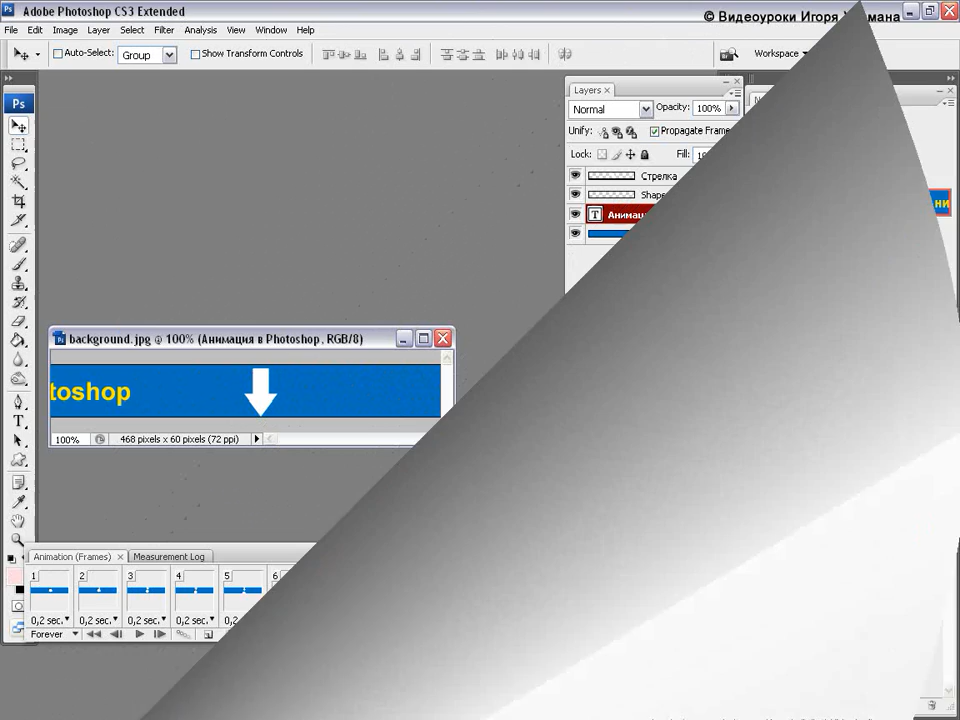 Adobe Photoshop CS3 Extended
© Видеоуроки Игоря
File Edit Image Layer Select Filter Analysis View Window Help
Auto-Select: Group Show Transform Controls Workspace
Ps
Layers x
Normal Opacity: 100%
Unify: Propagate
Lock: Fill:
Стрелка
Shape
T
background.jpg @ 100% (Анимация в Photoshop, RGB/8)
toshop
100% 468 pixels x 60 pixels (72 ppi)
Animation (Frames) x Measurement Log
1 2 3 4 5 6
0,2 sec. 0,2 sec. 0,2 sec. 0,2 sec. 0,2
Forever